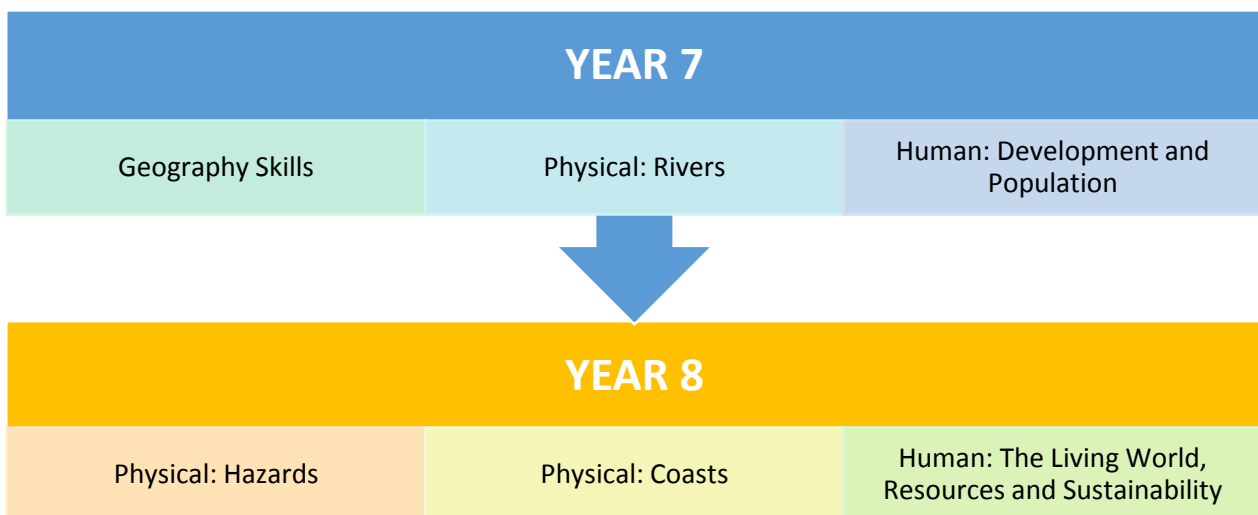 YEAR 7
Geography Skills
Physical: Rivers
Human: Development and
Population
YEAR 8
Physical: Hazards
Physical: Coasts
Human: The Living World,
Resources and Sustainability